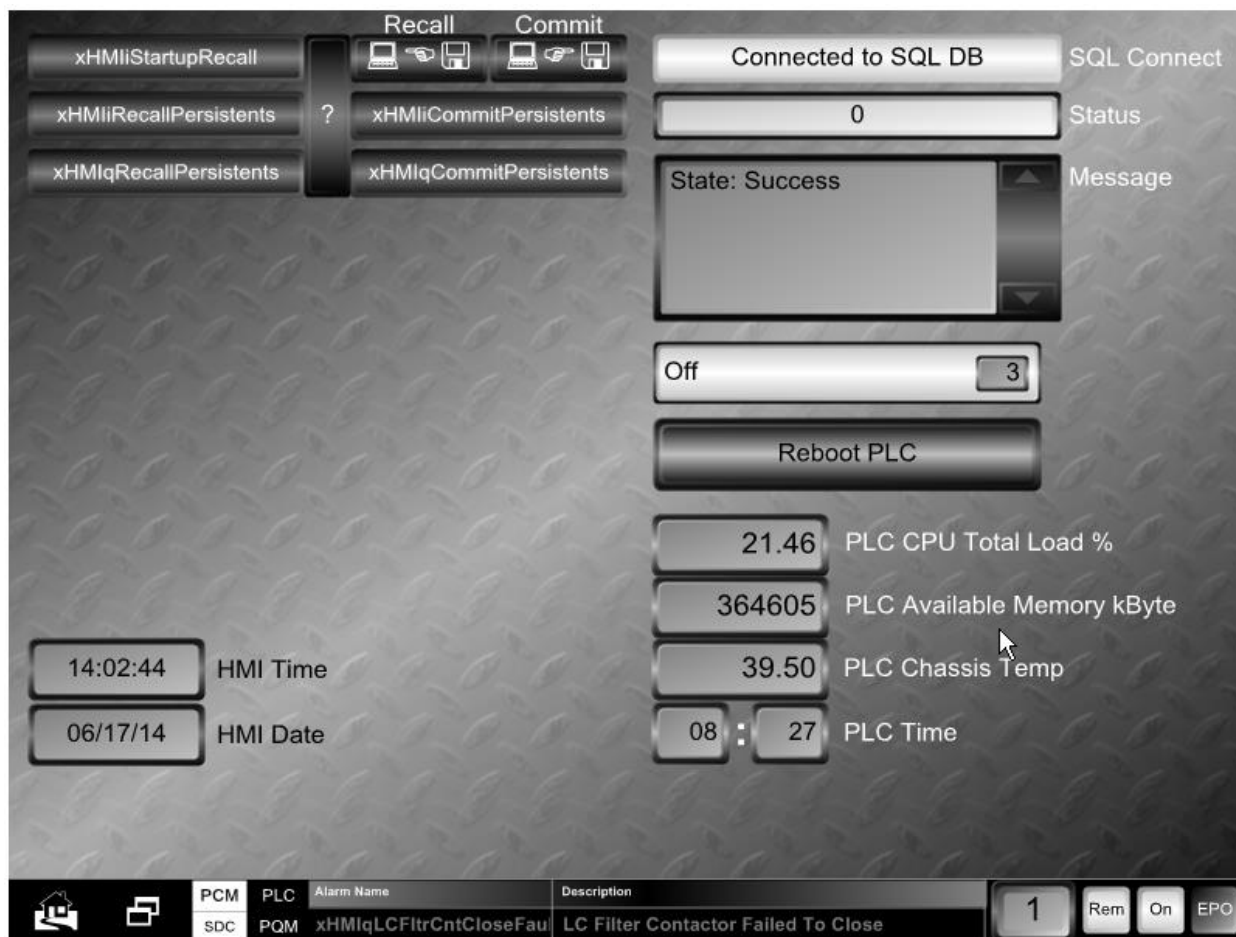 Recall Commit
xHMIiStartupRecall
xHMIiRecallPersistents ? xHMIiCommitPersistents
xHMIqRecallPersistents xHMIqCommitPersistents
Connected to SQL DB SQL Connect
0 Status
State: Success Message
Off 3
Reboot PLC
21.46 PLC CPU Total Load %
364605 PLC Available Memory kByte
39.50 PLC Chassis Temp
08 : 27 PLC Time
14:02:44 HMI Time
06/17/14 HMI Date
PCM PLC Alarm Name Description
SDC PQM xHMIqLCFltrCntCloseFau LC Filter Contactor Failed To Close
1 Rem On EPO